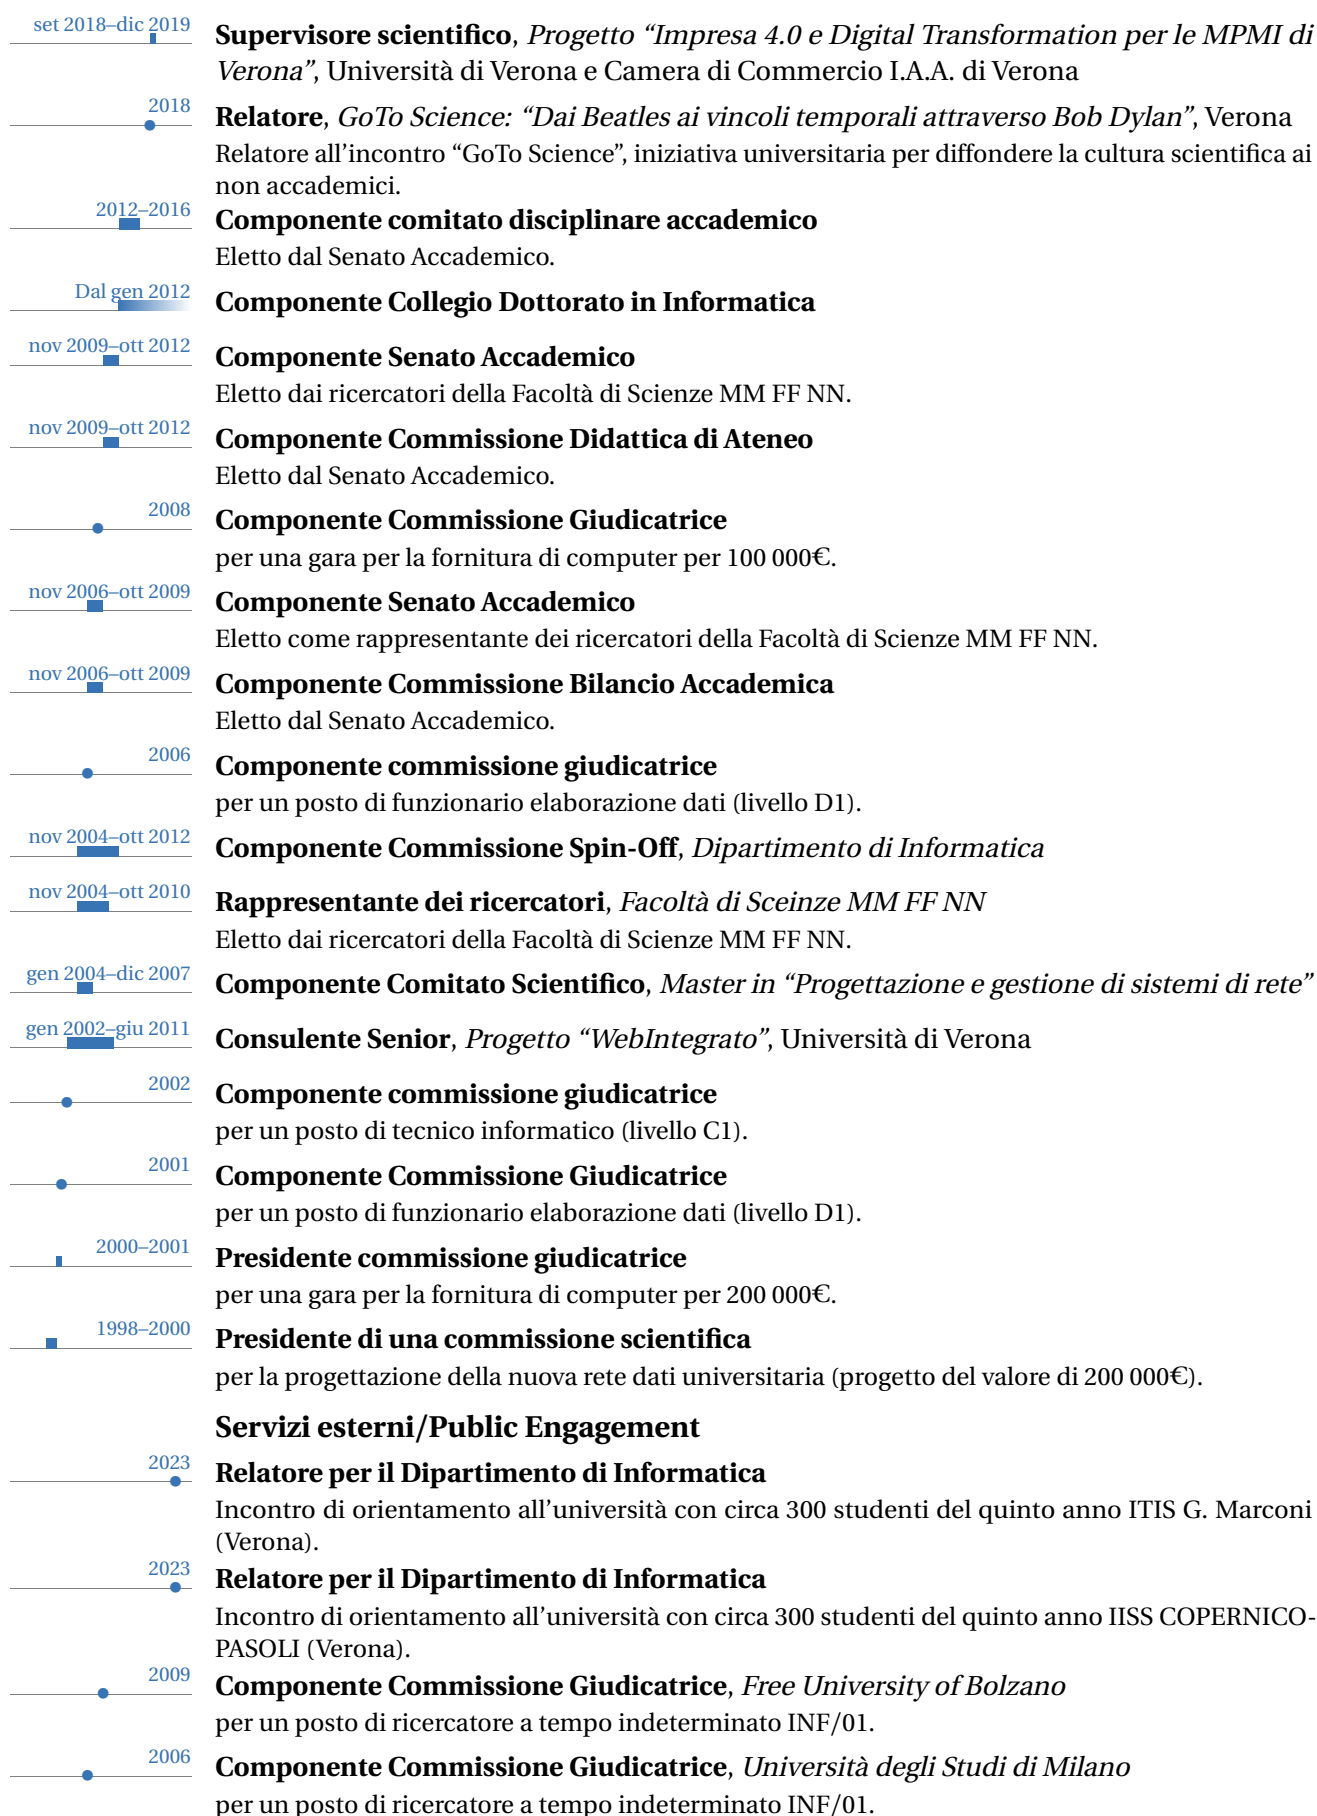 set 2018–dic 2019
Supervisore scientifico, Progetto “Impresa 4.0 e Digital Transformation per le MPMI di
Verona”, Università di Verona e Camera di Commercio I.A.A. di Verona
2018
Relatore, GoTo Science: “Dai Beatles ai vincoli temporali attraverso Bob Dylan”, Verona
Relatore all’incontro “GoTo Science”, iniziativa universitaria per diffondere la cultura scientifica ai
non accademici.
2012–2016
Componente comitato disciplinare accademico
Eletto dal Senato Accademico.
Dal gen 2012
Componente Collegio Dottorato in Informatica
nov 2009–ott 2012
Componente Senato Accademico
Eletto dai ricercatori della Facoltà di Scienze MM FF NN.
nov 2009–ott 2012
Componente Commissione Didattica di Ateneo
Eletto dal Senato Accademico.
2008
Componente Commissione Giudicatrice
per una gara per la fornitura di computer per 100 000€.
nov 2006–ott 2009
Componente Senato Accademico
Eletto come rappresentante dei ricercatori della Facoltà di Scienze MM FF NN.
nov 2006–ott 2009
Componente Commissione Bilancio Accademica
Eletto dal Senato Accademico.
2006
Componente commissione giudicatrice
per un posto di funzionario elaborazione dati (livello D1).
nov 2004–ott 2012
Componente Commissione Spin-Off, Dipartimento di Informatica
nov 2004–ott 2010
Rappresentante dei ricercatori, Facoltà di Sceinze MM FF NN
Eletto dai ricercatori della Facoltà di Scienze MM FF NN.
gen 2004–dic 2007
Componente Comitato Scientifico, Master in “Progettazione e gestione di sistemi di rete”
gen 2002–giu 2011
Consulente Senior, Progetto “WebIntegrato”, Università di Verona
2002
Componente commissione giudicatrice
per un posto di tecnico informatico (livello C1).
2001
Componente Commissione Giudicatrice
per un posto di funzionario elaborazione dati (livello D1).
2000–2001
Presidente commissione giudicatrice
per una gara per la fornitura di computer per 200 000€.
1998–2000
Presidente di una commissione scientifica
per la progettazione della nuova rete dati universitaria (progetto del valore di 200 000€).
Servizi esterni/Public Engagement
2023
Relatore per il Dipartimento di Informatica
Incontro di orientamento all’università con circa 300 studenti del quinto anno ITIS G. Marconi
(Verona).
2023
Relatore per il Dipartimento di Informatica
Incontro di orientamento all’università con circa 300 studenti del quinto anno IISS COPERNICO-
PASOLI (Verona).
2009
Componente Commissione Giudicatrice, Free University of Bolzano
per un posto di ricercatore a tempo indeterminato INF/01.
2006
Componente Commissione Giudicatrice, Università degli Studi di Milano
per un posto di ricercatore a tempo indeterminato INF/01.